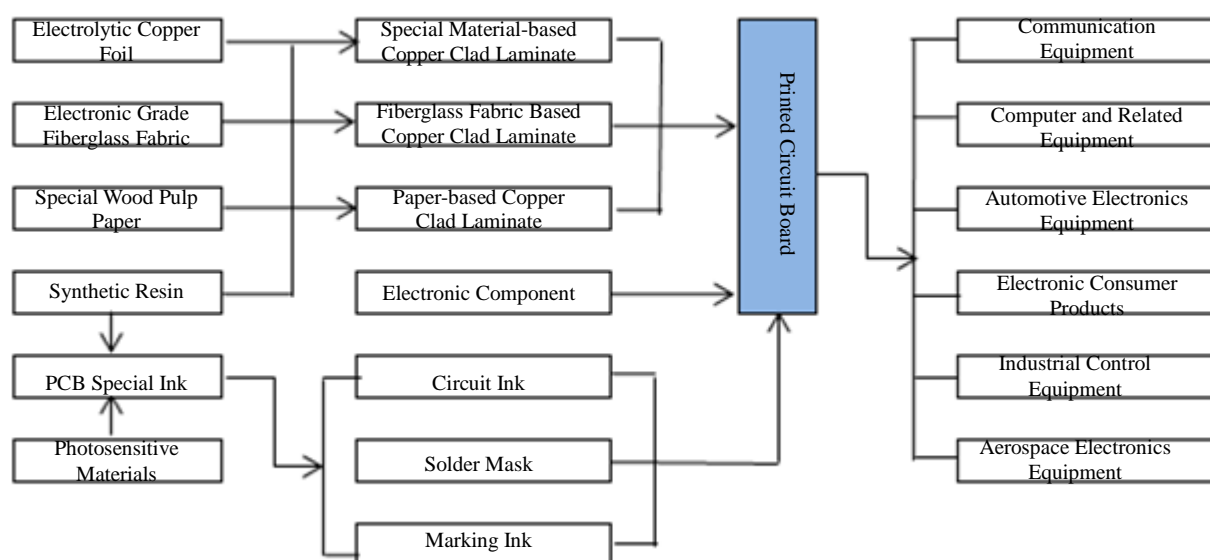 Electrolytic Copper
Foil
Electronic Grade
Fiberglass Fabric
Special Wood Pulp
Paper
Synthetic Resin
PCB Special Ink
Photosensitive
Materials
Special Material-based
Copper Clad Laminate
Fiberglass Fabric Based
Copper Clad Laminate
Paper-based Copper
Clad Laminate
Electronic Component
Circuit Ink
Solder Mask
Marking Ink
Printed Circuit Board
Communication
Equipment
Computer and Related
Equipment
Automotive Electronics
Equipment
Electronic Consumer
Products
Industrial Control
Equipment
Aerospace Electronics
Equipment